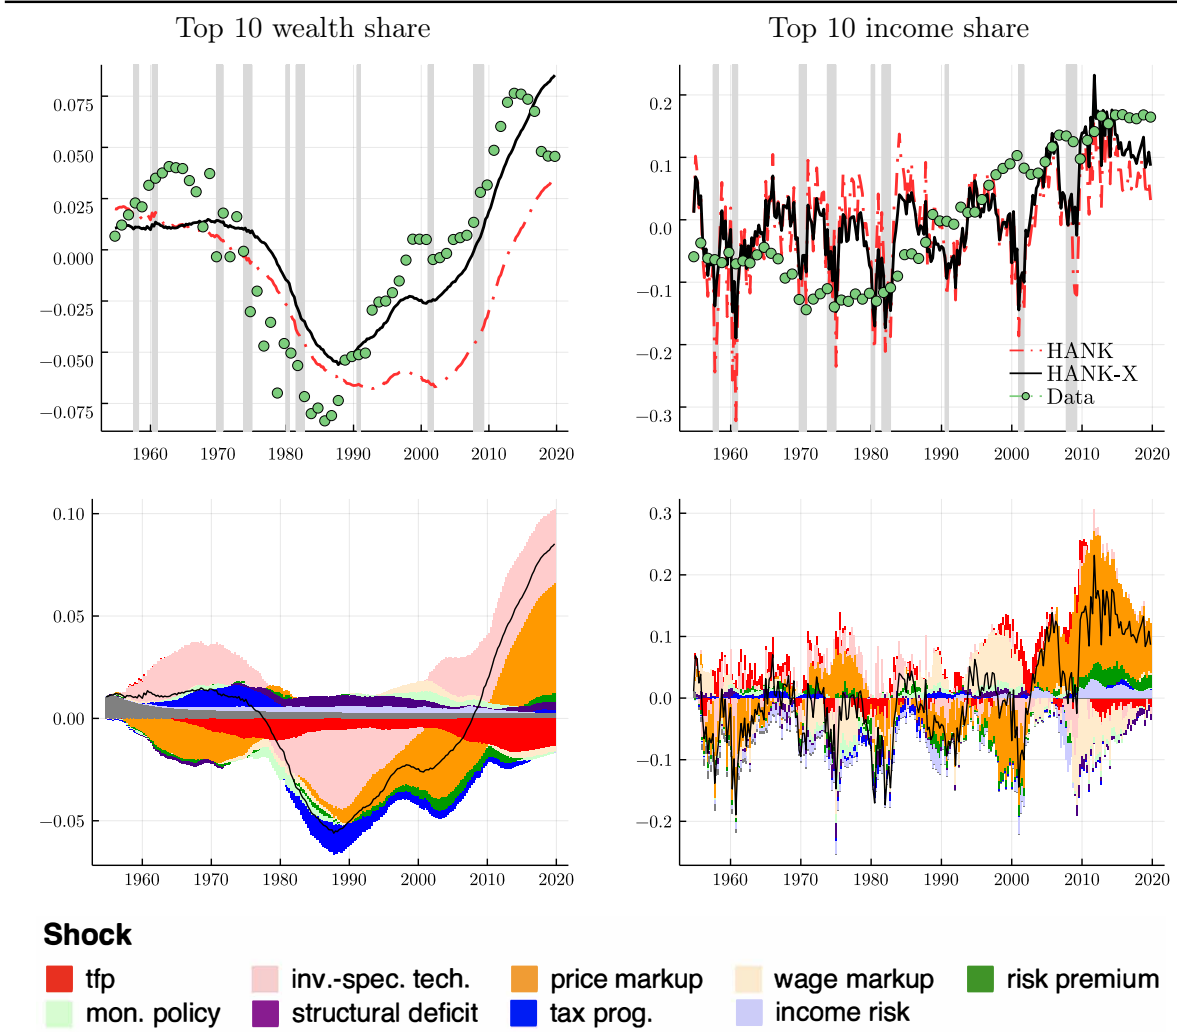 Top 10 wealth share
Top 10 income share
0.075
0.050
0.025
0.000
−0.025
−0.050
−0.075
1960 1970 1980 1990 2000 2010 2020
0.2
0.1
0.0
−0.1
−0.2
−0.3
HANK
HANK-X
Data
1960 1970 1980 1990 2000 2010 2020
0.10
0.05
0.00
−0.05
1960 1970 1980 1990 2000 2010 2020
0.3
0.2
0.1
0.0
−0.1
−0.2
1960 1970 1980 1990 2000 2010 2020
Shock
tfp inv.-spec. tech. price markup wage markup risk premium
mon. policy structural deficit tax prog. income risk